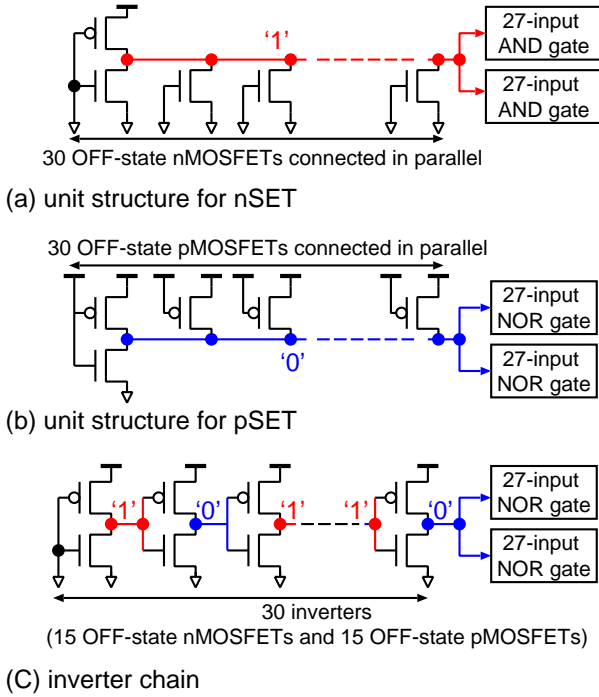 27-input
AND gate
'1'
27-input
AND gate
30 OFF-state nMOSFETs connected in parallel
(a) unit structure for nSET
30 OFF-state pMOSFETs connected in parallel
27-input
NOR gate
'0'
27-input
NOR gate
(b) unit structure for pSET
27-input
NOR gate
'1' '0' '1' '1' '0'
27-input
NOR gate
30 inverters
(15 OFF-state nMOSFETs and 15 OFF-state pMOSFETs)
(C) inverter chain